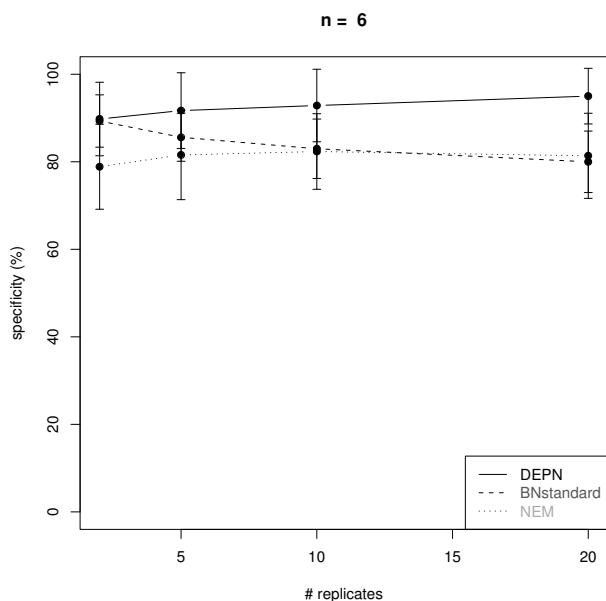 n = 6
specificity (%)
100
80
60
40
20
0
5
10
15
20
# replicates
DEPN
BNstandard
NEM